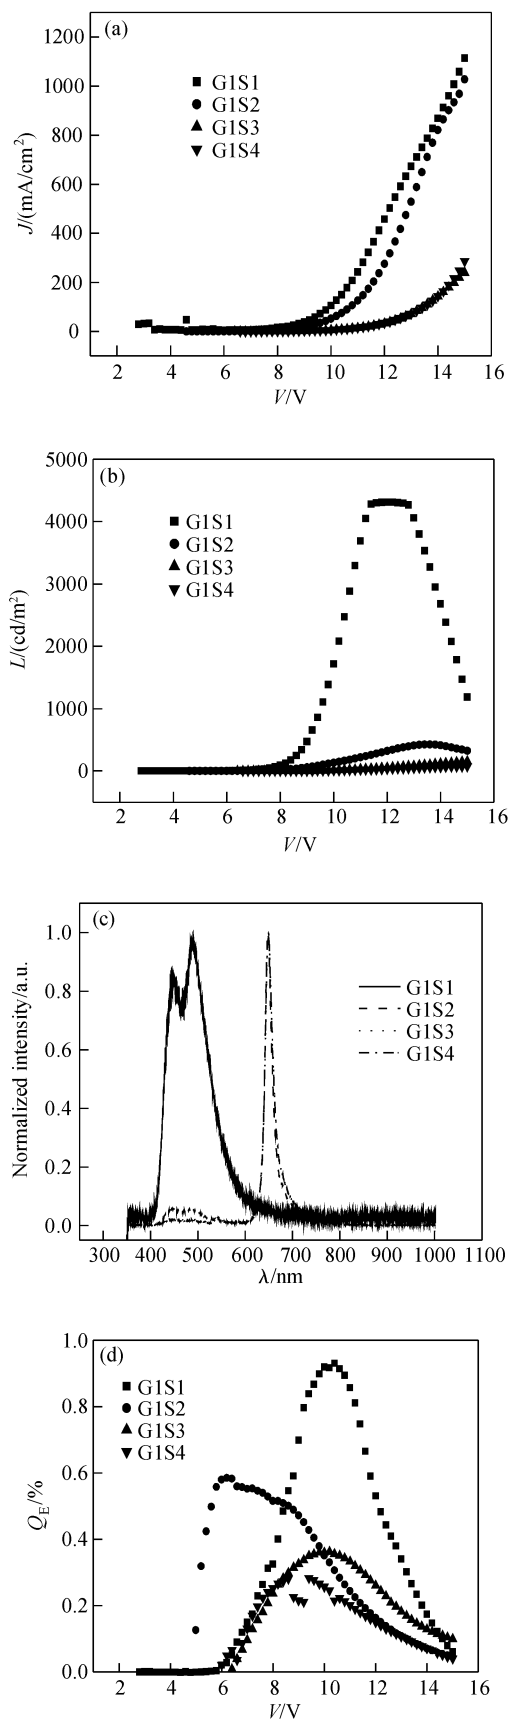 (a)
1200
1000
800
600
400
200
0
J/(mA/cm²)
G1S1
G1S2
G1S3
G1S4
2 4 6 8 10 12 14 16
V/V
(b)
5000
4000
3000
2000
1000
0
L/(cd/m²)
G1S1
G1S2
G1S3
G1S4
2 4 6 8 10 12 14 16
V/V
(c)
1.0
0.8
0.6
0.4
0.2
0.0
Normalized intensity/a.u.
G1S1
G1S2
G1S3
G1S4
300 400 500 600 700 800 900 1000 1100
λ/nm
(d)
1.0
0.8
0.6
0.4
0.2
0.0
Q_E/%
G1S1
G1S2
G1S3
G1S4
2 4 6 8 10 12 14 16
V/V